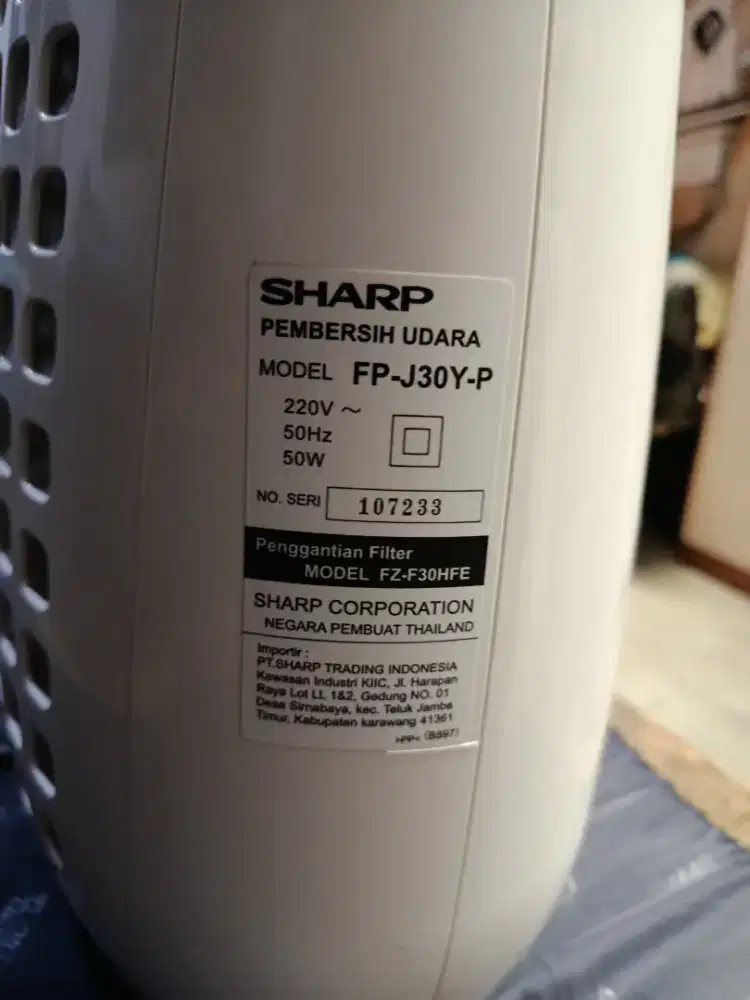 SHARP
PEMBERSIH UDARA
MODEL FP-J30Y-P
220V ~
50Hz
50W
NO. SERI 107233
Penggantian Filter
MODEL FZ-F30HFE
SHARP CORPORATION
NEGARA PEMBUAT THAILAND
Importir :
PT.SHARP TRADING INDONESIA
Kawasan Industri KIIC, Jl. Harapan
Raya Lot LL 1&2, Gedung NO. 01
Desa Sirnabaya, kec. Teluk Jambe
Timur, Kabupaten karawang 41361
>PP< (B897)